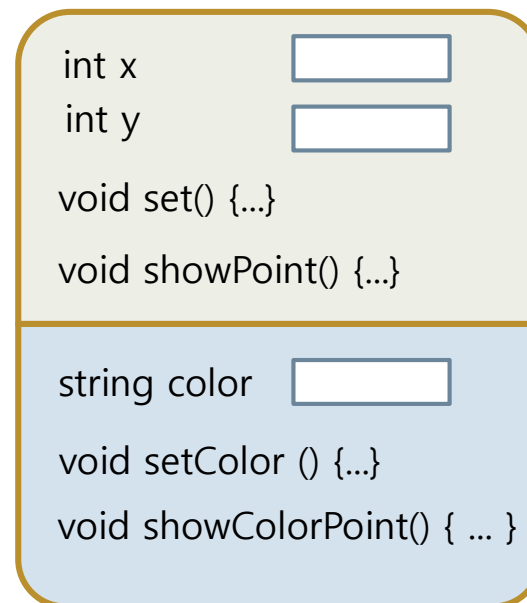 int x
int y
void set() {...}
void showPoint() {...}
string color
void setColor () {...}
void showColorPoint() { ... }